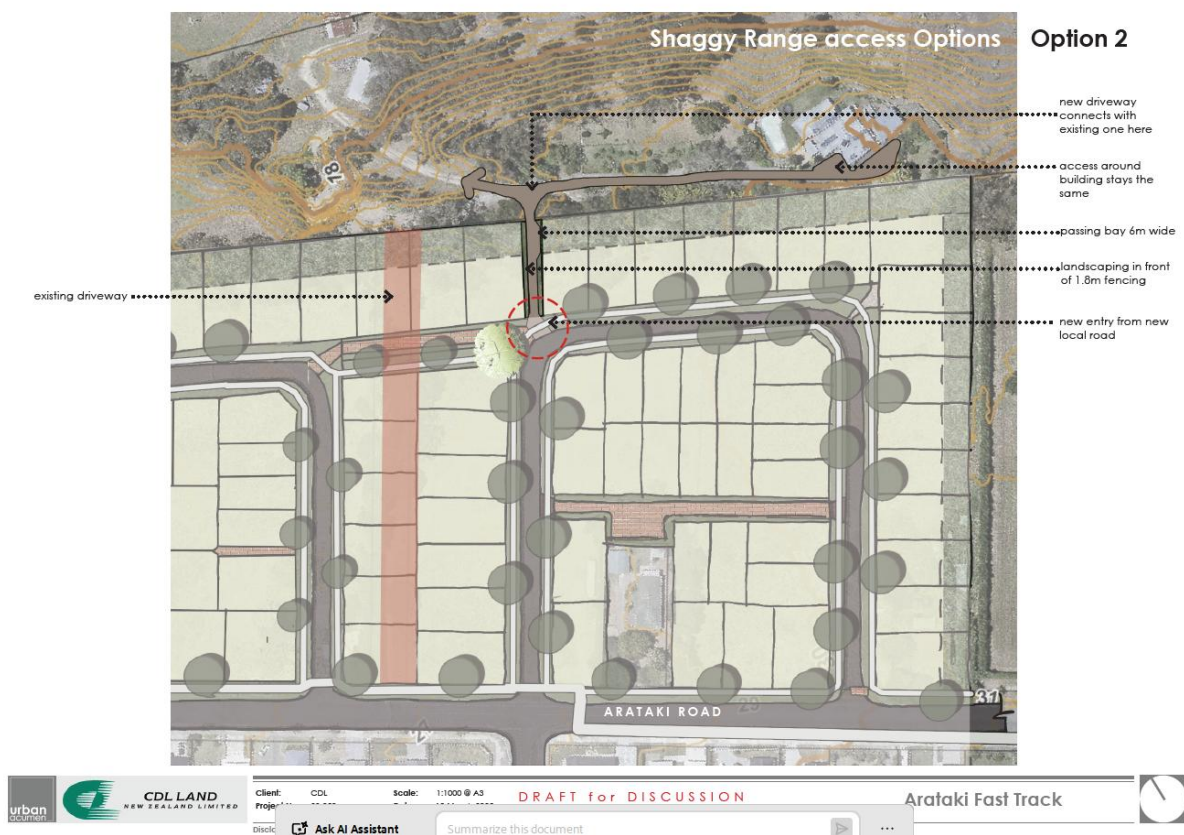 Shaggy Range access Options Option 2
new driveway
connects with
existing one here
access around
building stays the
same
passing bay 6m wide
landscaping in front
of 1.8m fencing
new entry from new
local road
existing driveway
78
ARATAKI ROAD
29
31
24
urban
acumen
CDL LAND
NEW ZEALAND LIMITED
Client: CDL Scale: 1:1000 @ A3
DRAFT for DISCUSSION
Arataki Fast Track
Ask AI Assistant
Summarize this document